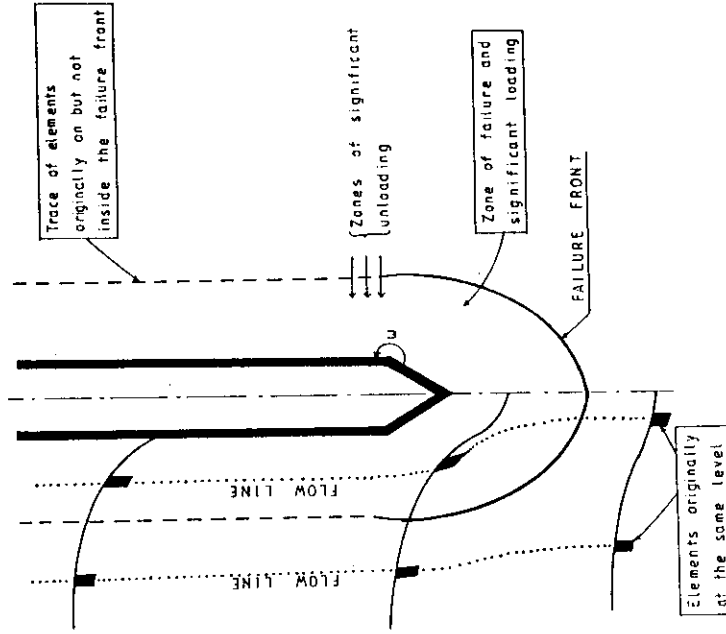 Trace of elements
originally on but not
inside the failure front
Zones of significant
unloading
Zone of failure and
significant loading
FAILURE FRONT
FLOW LINE
FLOW LINE
Elements originally
at the same level